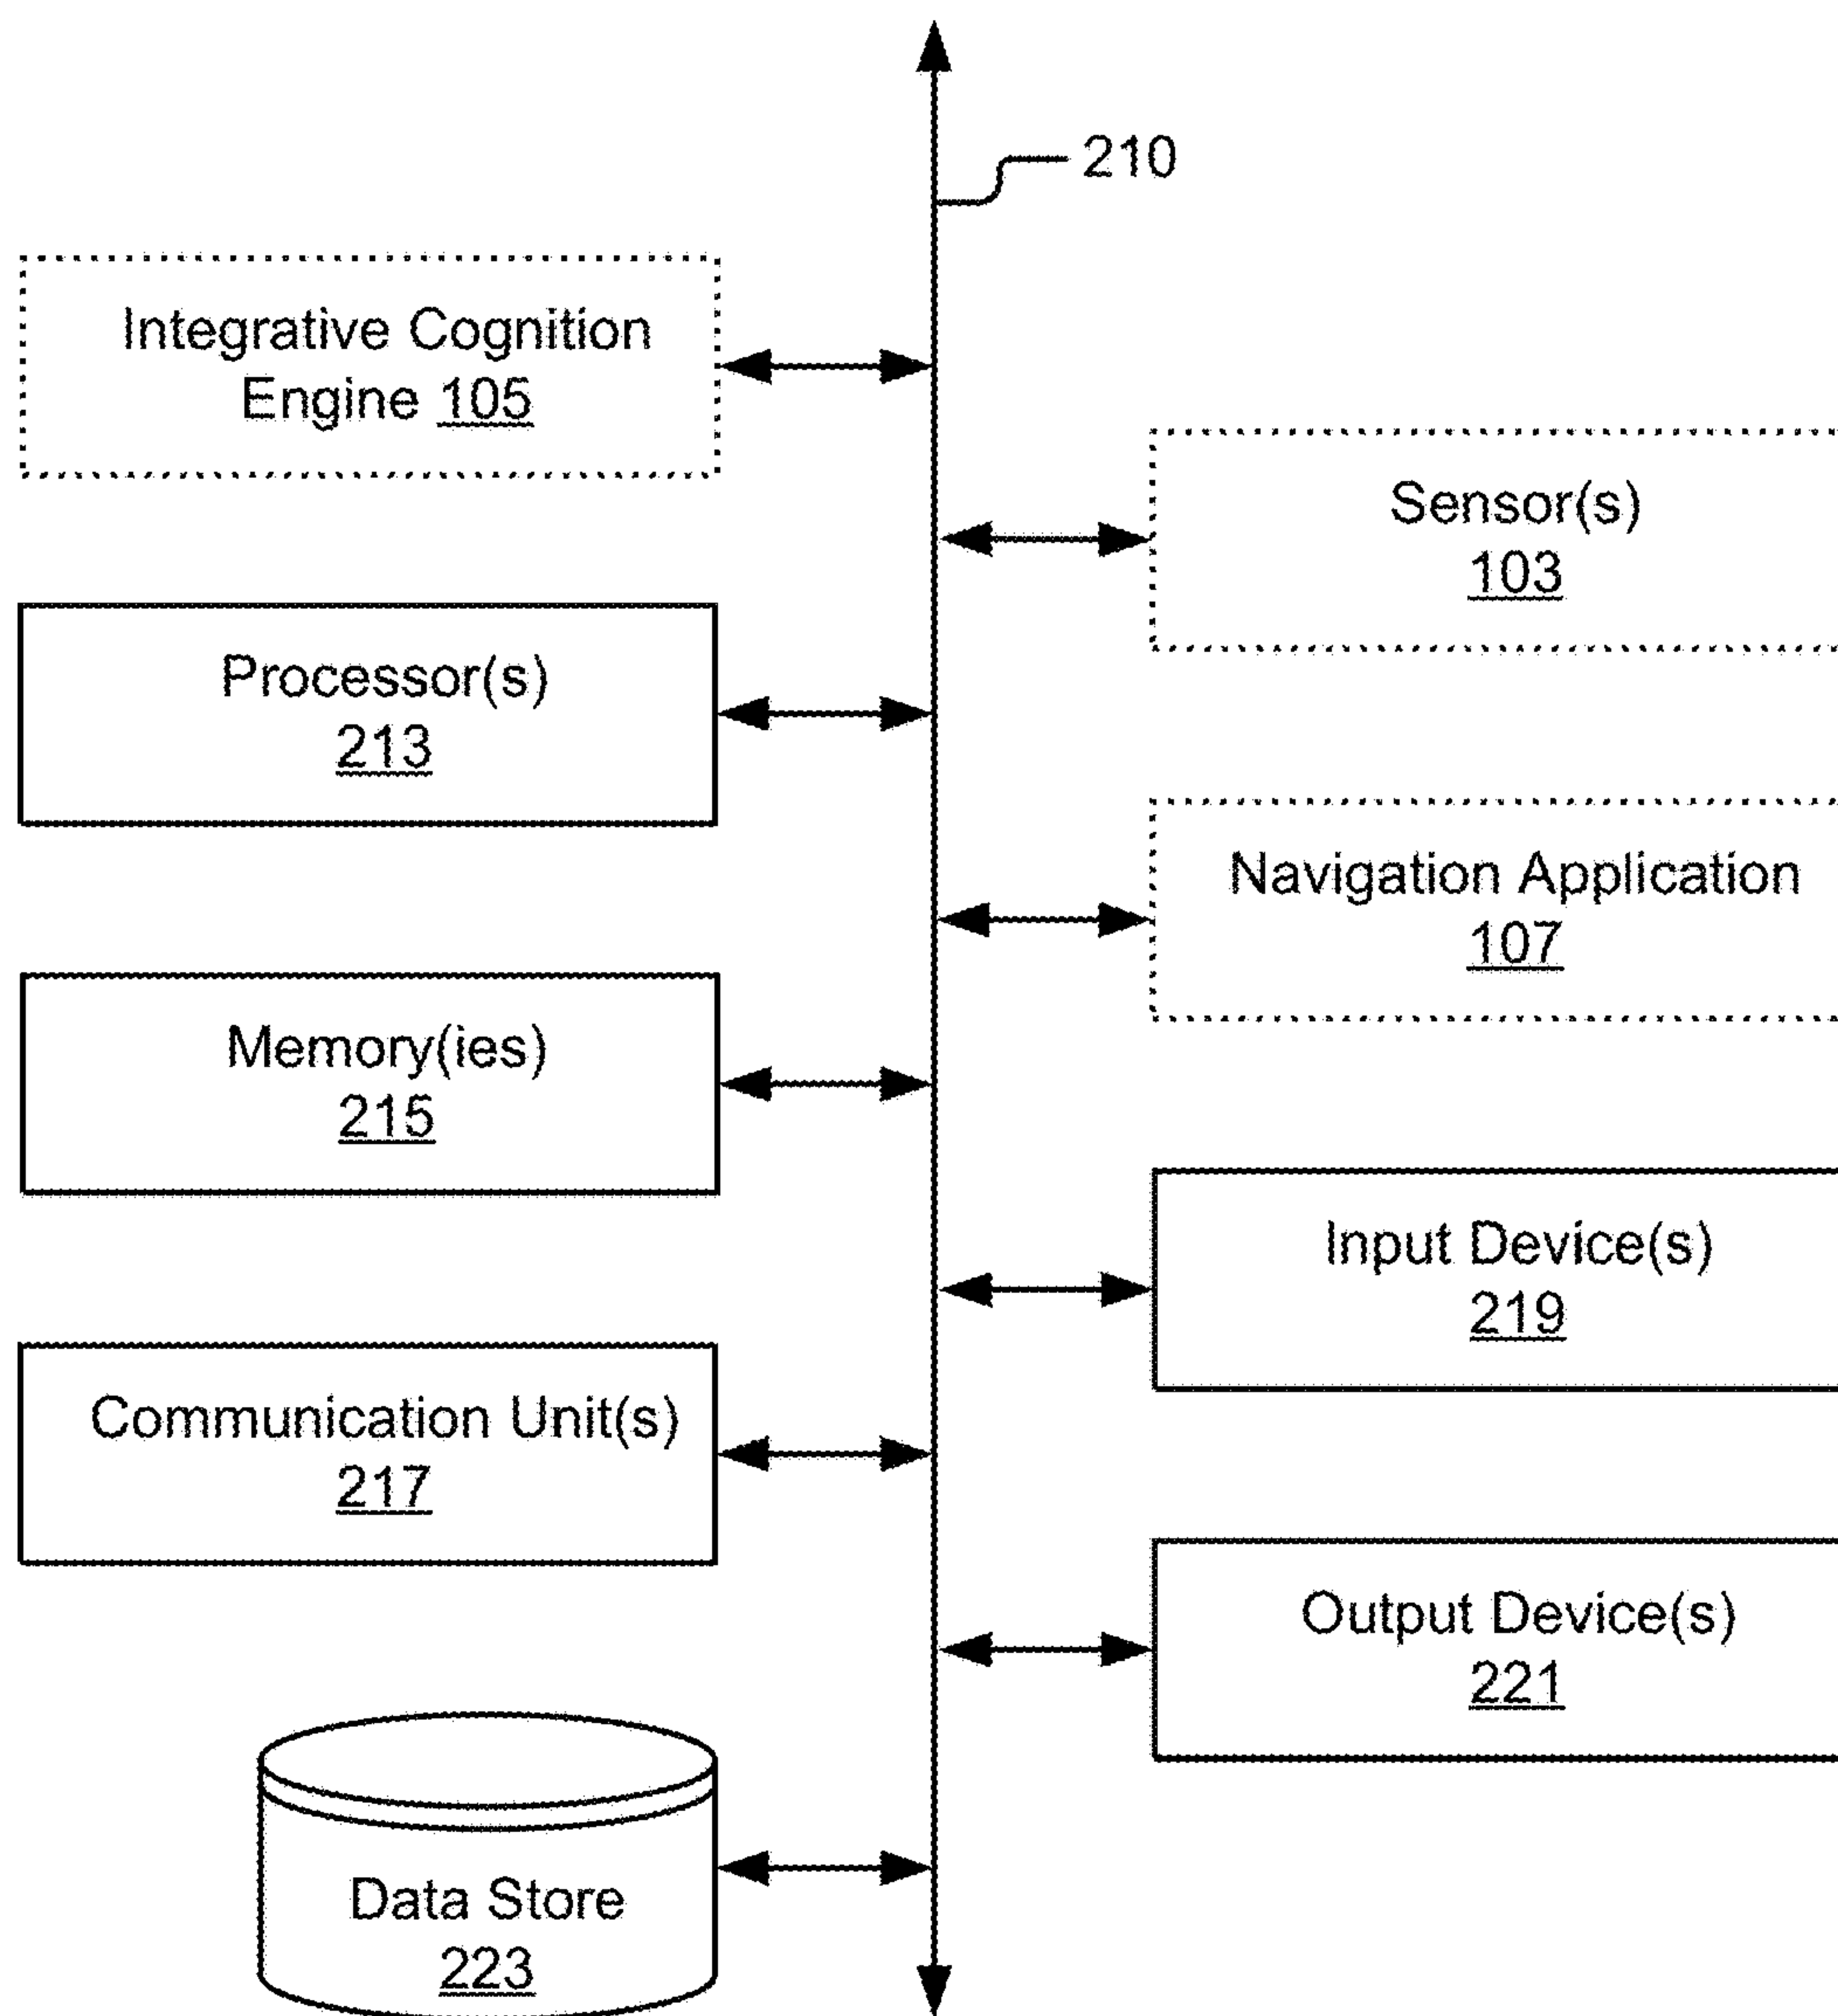 210
Integrative Cognition
Engine 105
Sensor(s)
103
Processor(s)
213
Navigation Application
107
Memory(ies)
215
Input Device(s)
219
Communication Unit(s)
217
Output Device(s)
221
Data Store
223